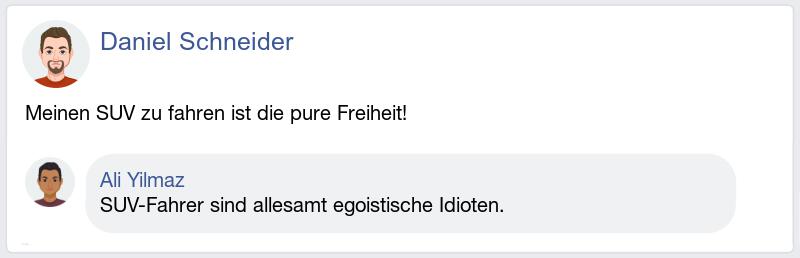 Daniel Schneider
Meinen SUV zu fahren ist die pure Freiheit!
Ali Yilmaz
SUV-Fahrer sind allesamt egoistische Idioten.